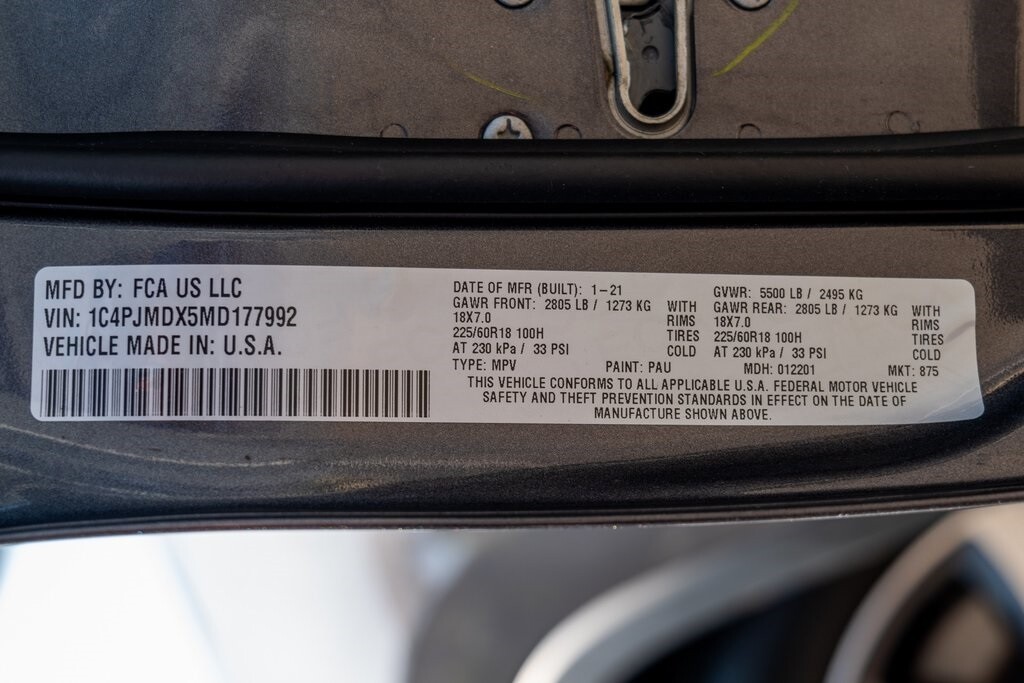 MFD BY: FCA US LLC
VIN: 1C4PJMDX5MD177992
VEHICLE MADE IN: U.S.A.
DATE OF MFR (BUILT): 1-21
GAWR FRONT: 2805 LB / 1273 KG WITH
18X7.0 RIMS
225/60R18 100H TIRES
AT 230 kPa / 33 PSI COLD
GVWR: 5500 LB / 2495 KG
GAWR REAR: 2805 LB / 1273 KG WITH
18X7.0 RIMS
225/60R18 100H TIRES
AT 230 kPa / 33 PSI COLD
TYPE: MPV PAINT: PAU MDH: 012201 MKT: 875
THIS VEHICLE CONFORMS TO ALL APPLICABLE U.S.A. FEDERAL MOTOR VEHICLE
SAFETY AND THEFT PREVENTION STANDARDS IN EFFECT ON THE DATE OF
MANUFACTURE SHOWN ABOVE.